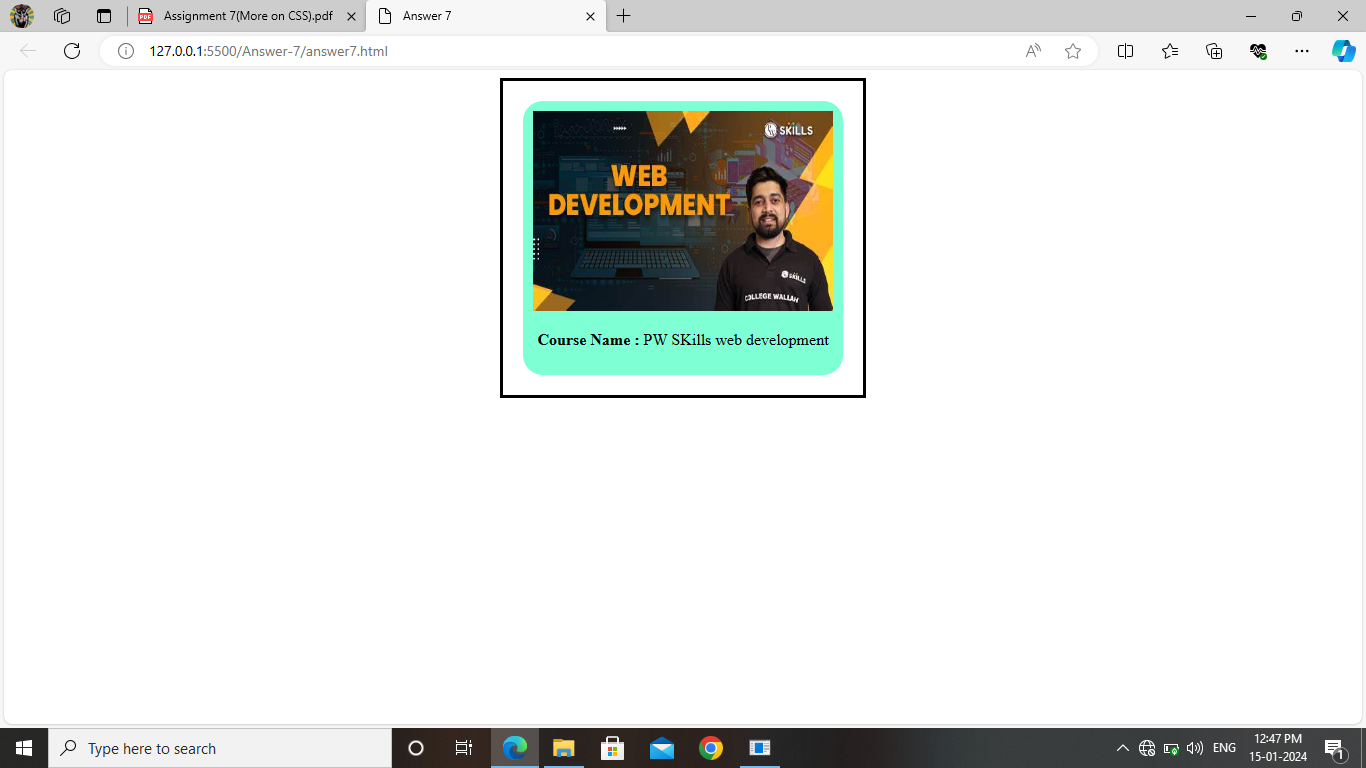 Assignment 7(More on CSS).pdf
Answer 7
127.0.0.1:5500/Answer-7/answer7.html
SKILLS
WEB
DEVELOPMENT
SKILLS
COLLEGE WALLAH
Course Name : PW SKills web development
Type here to search
ENG
12:47 PM
15-01-2024
1